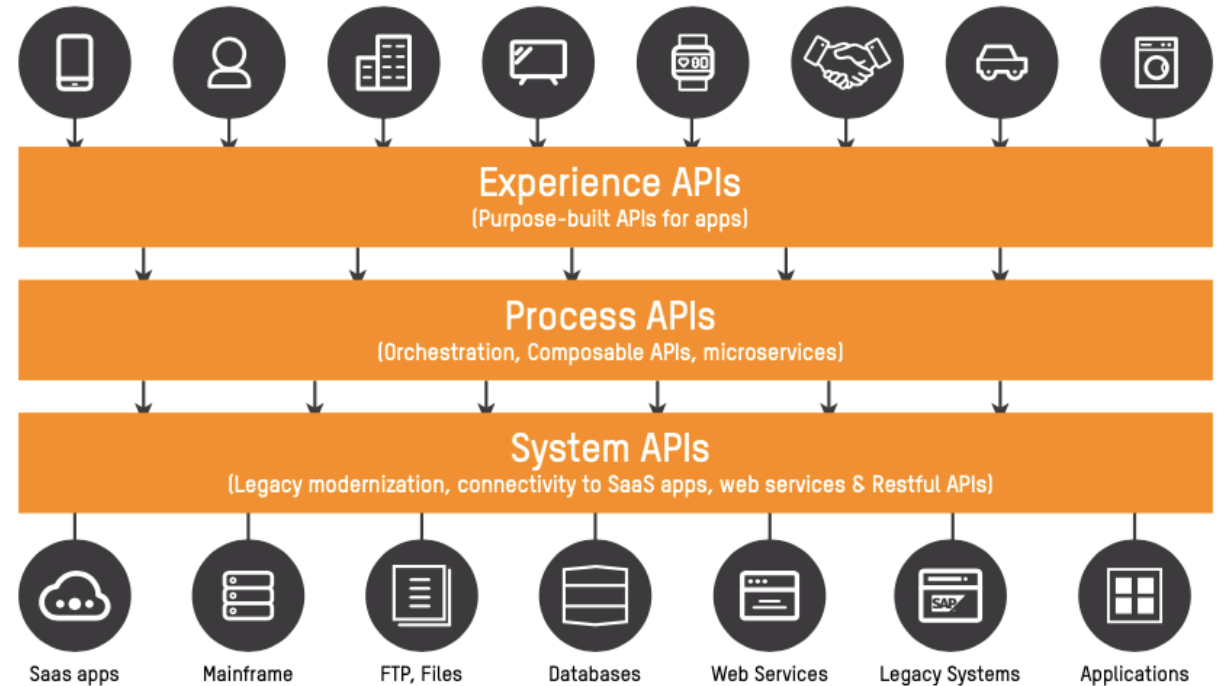 Experience APIs
(Purpose-built APIs for apps)
Process APIs
(Orchestration, Composable APIs, microservices)
System APIs
(Legacy modernization, connectivity to SaaS apps, web services & Restful APIs)
SAP
Saas apps
Mainframe
FTP, Files
Databases
Web Services
Legacy Systems
Applications